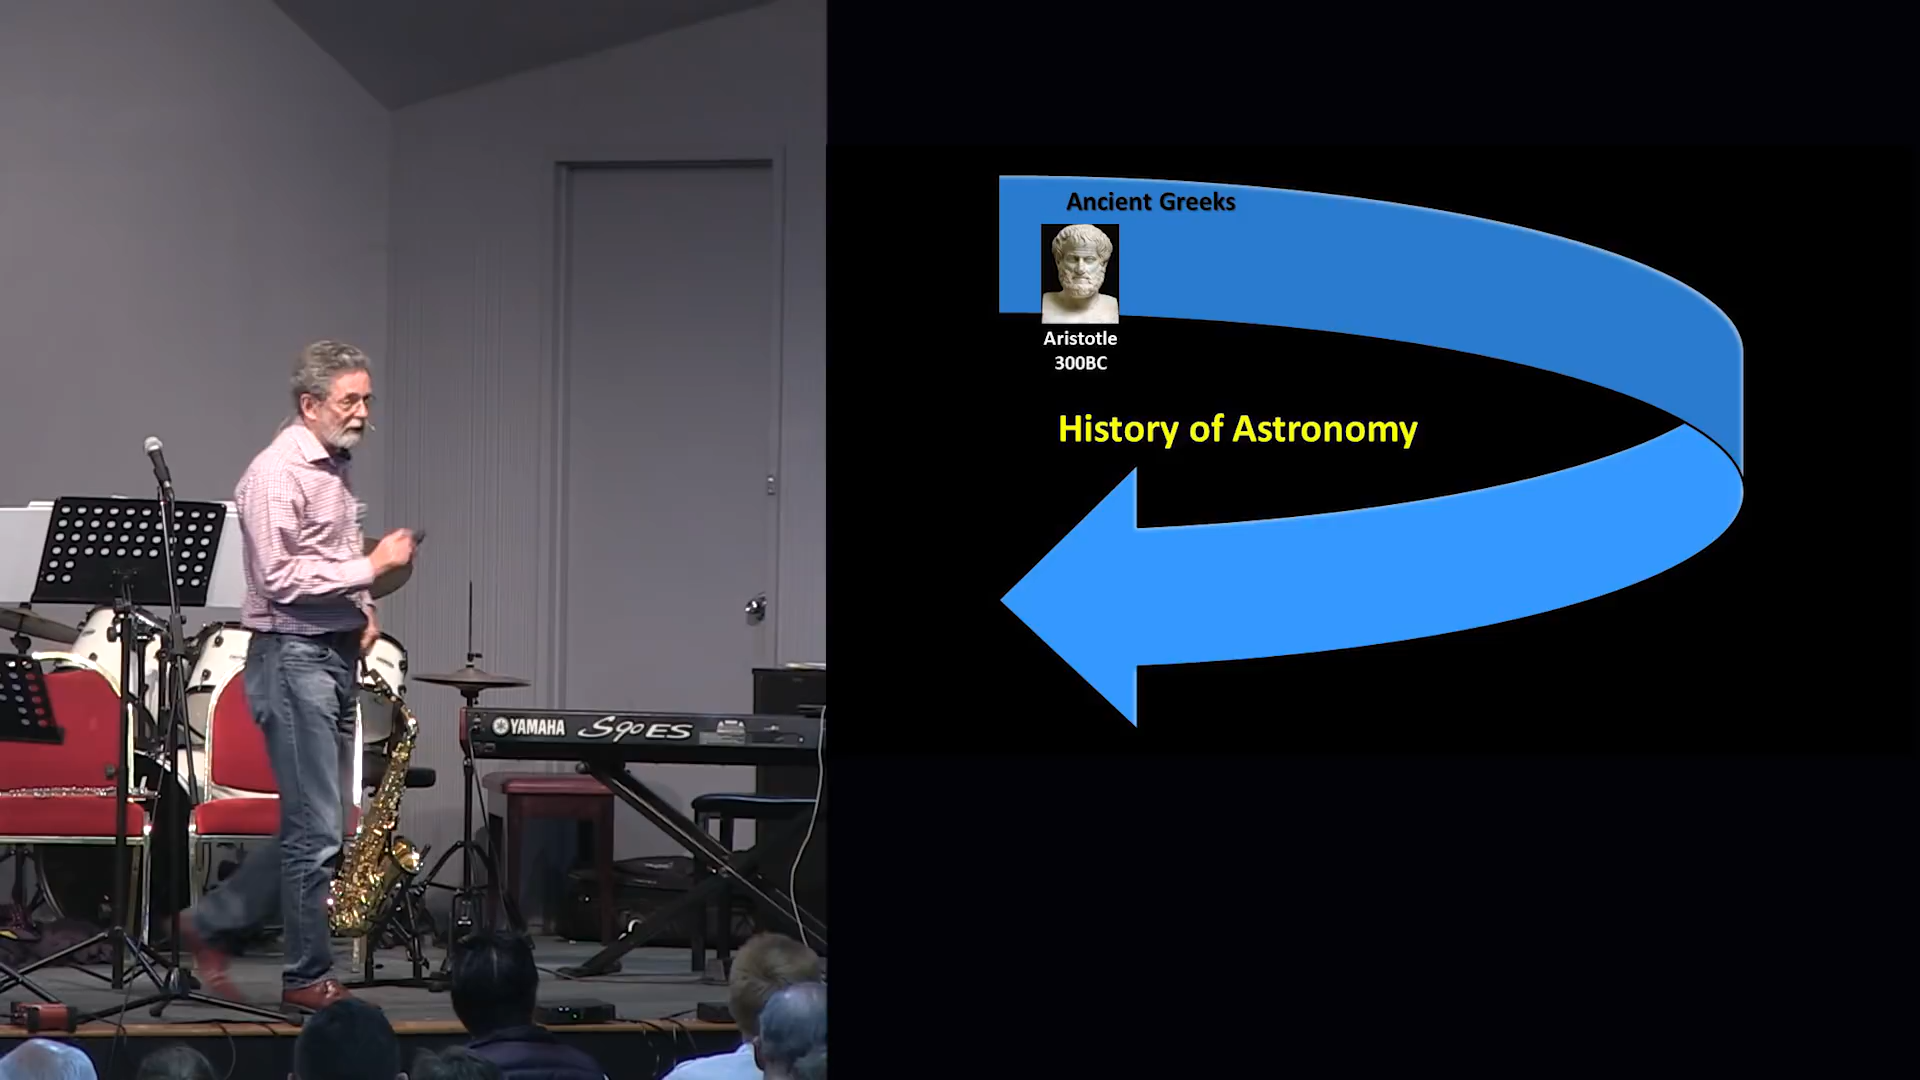 Ancient Greeks
Aristotle
300BC
History of Astronomy
YAMAHA
S90 ES